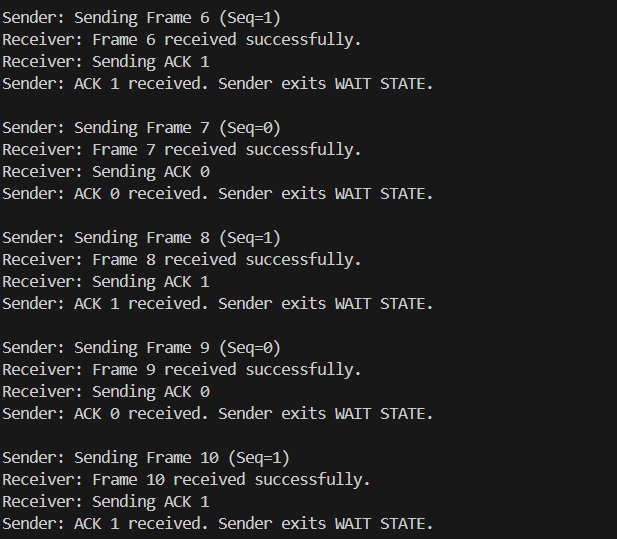 Sender: Sending Frame 6 (Seq=1)
Receiver: Frame 6 received successfully.
Receiver: Sending ACK 1
Sender: ACK 1 received. Sender exits WAIT STATE.
Sender: Sending Frame 7 (Seq=0)
Receiver: Frame 7 received successfully.
Receiver: Sending ACK 0
Sender: ACK 0 received. Sender exits WAIT STATE.
Sender: Sending Frame 8 (Seq=1)
Receiver: Frame 8 received successfully.
Receiver: Sending ACK 1
Sender: ACK 1 received. Sender exits WAIT STATE.
Sender: Sending Frame 9 (Seq=0)
Receiver: Frame 9 received successfully.
Receiver: Sending ACK 0
Sender: ACK 0 received. Sender exits WAIT STATE.
Sender: Sending Frame 10 (Seq=1)
Receiver: Frame 10 received successfully.
Receiver: Sending ACK 1
Sender: ACK 1 received. Sender exits WAIT STATE.